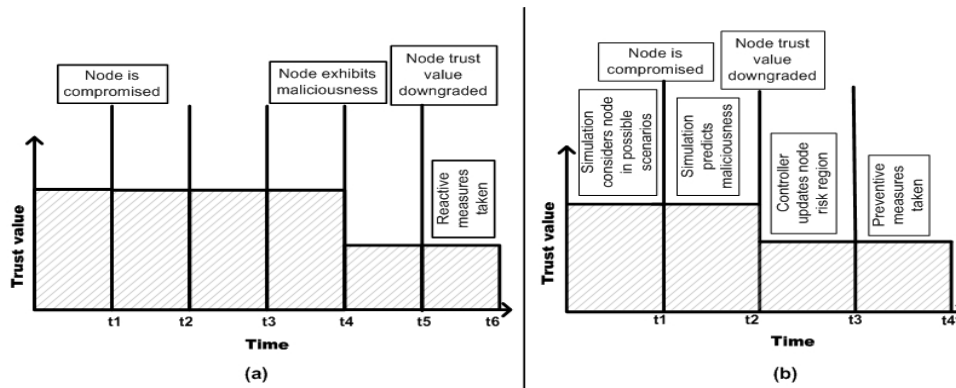 Node is
compromised
Node exhibits
maliciousness
Node trust
value
downgraded
Reactive
measures
taken
Trust value
t1
t2
t3
t4
t5
t6
Time
(a)
Node is
compromised
Node trust
value
downgraded
Simulation
considers node
in possible
scenarios
Simulation
predicts
maliciousness
Controller
updates node
risk region
Preventive
measures
taken
Trust value
t1
t2
t3
t4
Time
(b)